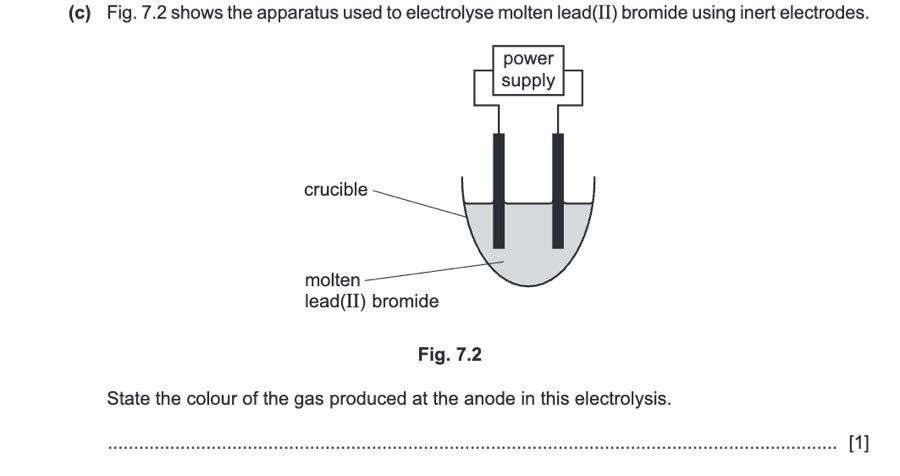 (c) Fig. 7.2 shows the apparatus used to electrolyse molten lead(II) bromide using inert electrodes.
power
supply
crucible
molten
lead(II) bromide
Fig. 7.2
State the colour of the gas produced at the anode in this electrolysis.
.................................................................................................................................................. [1]